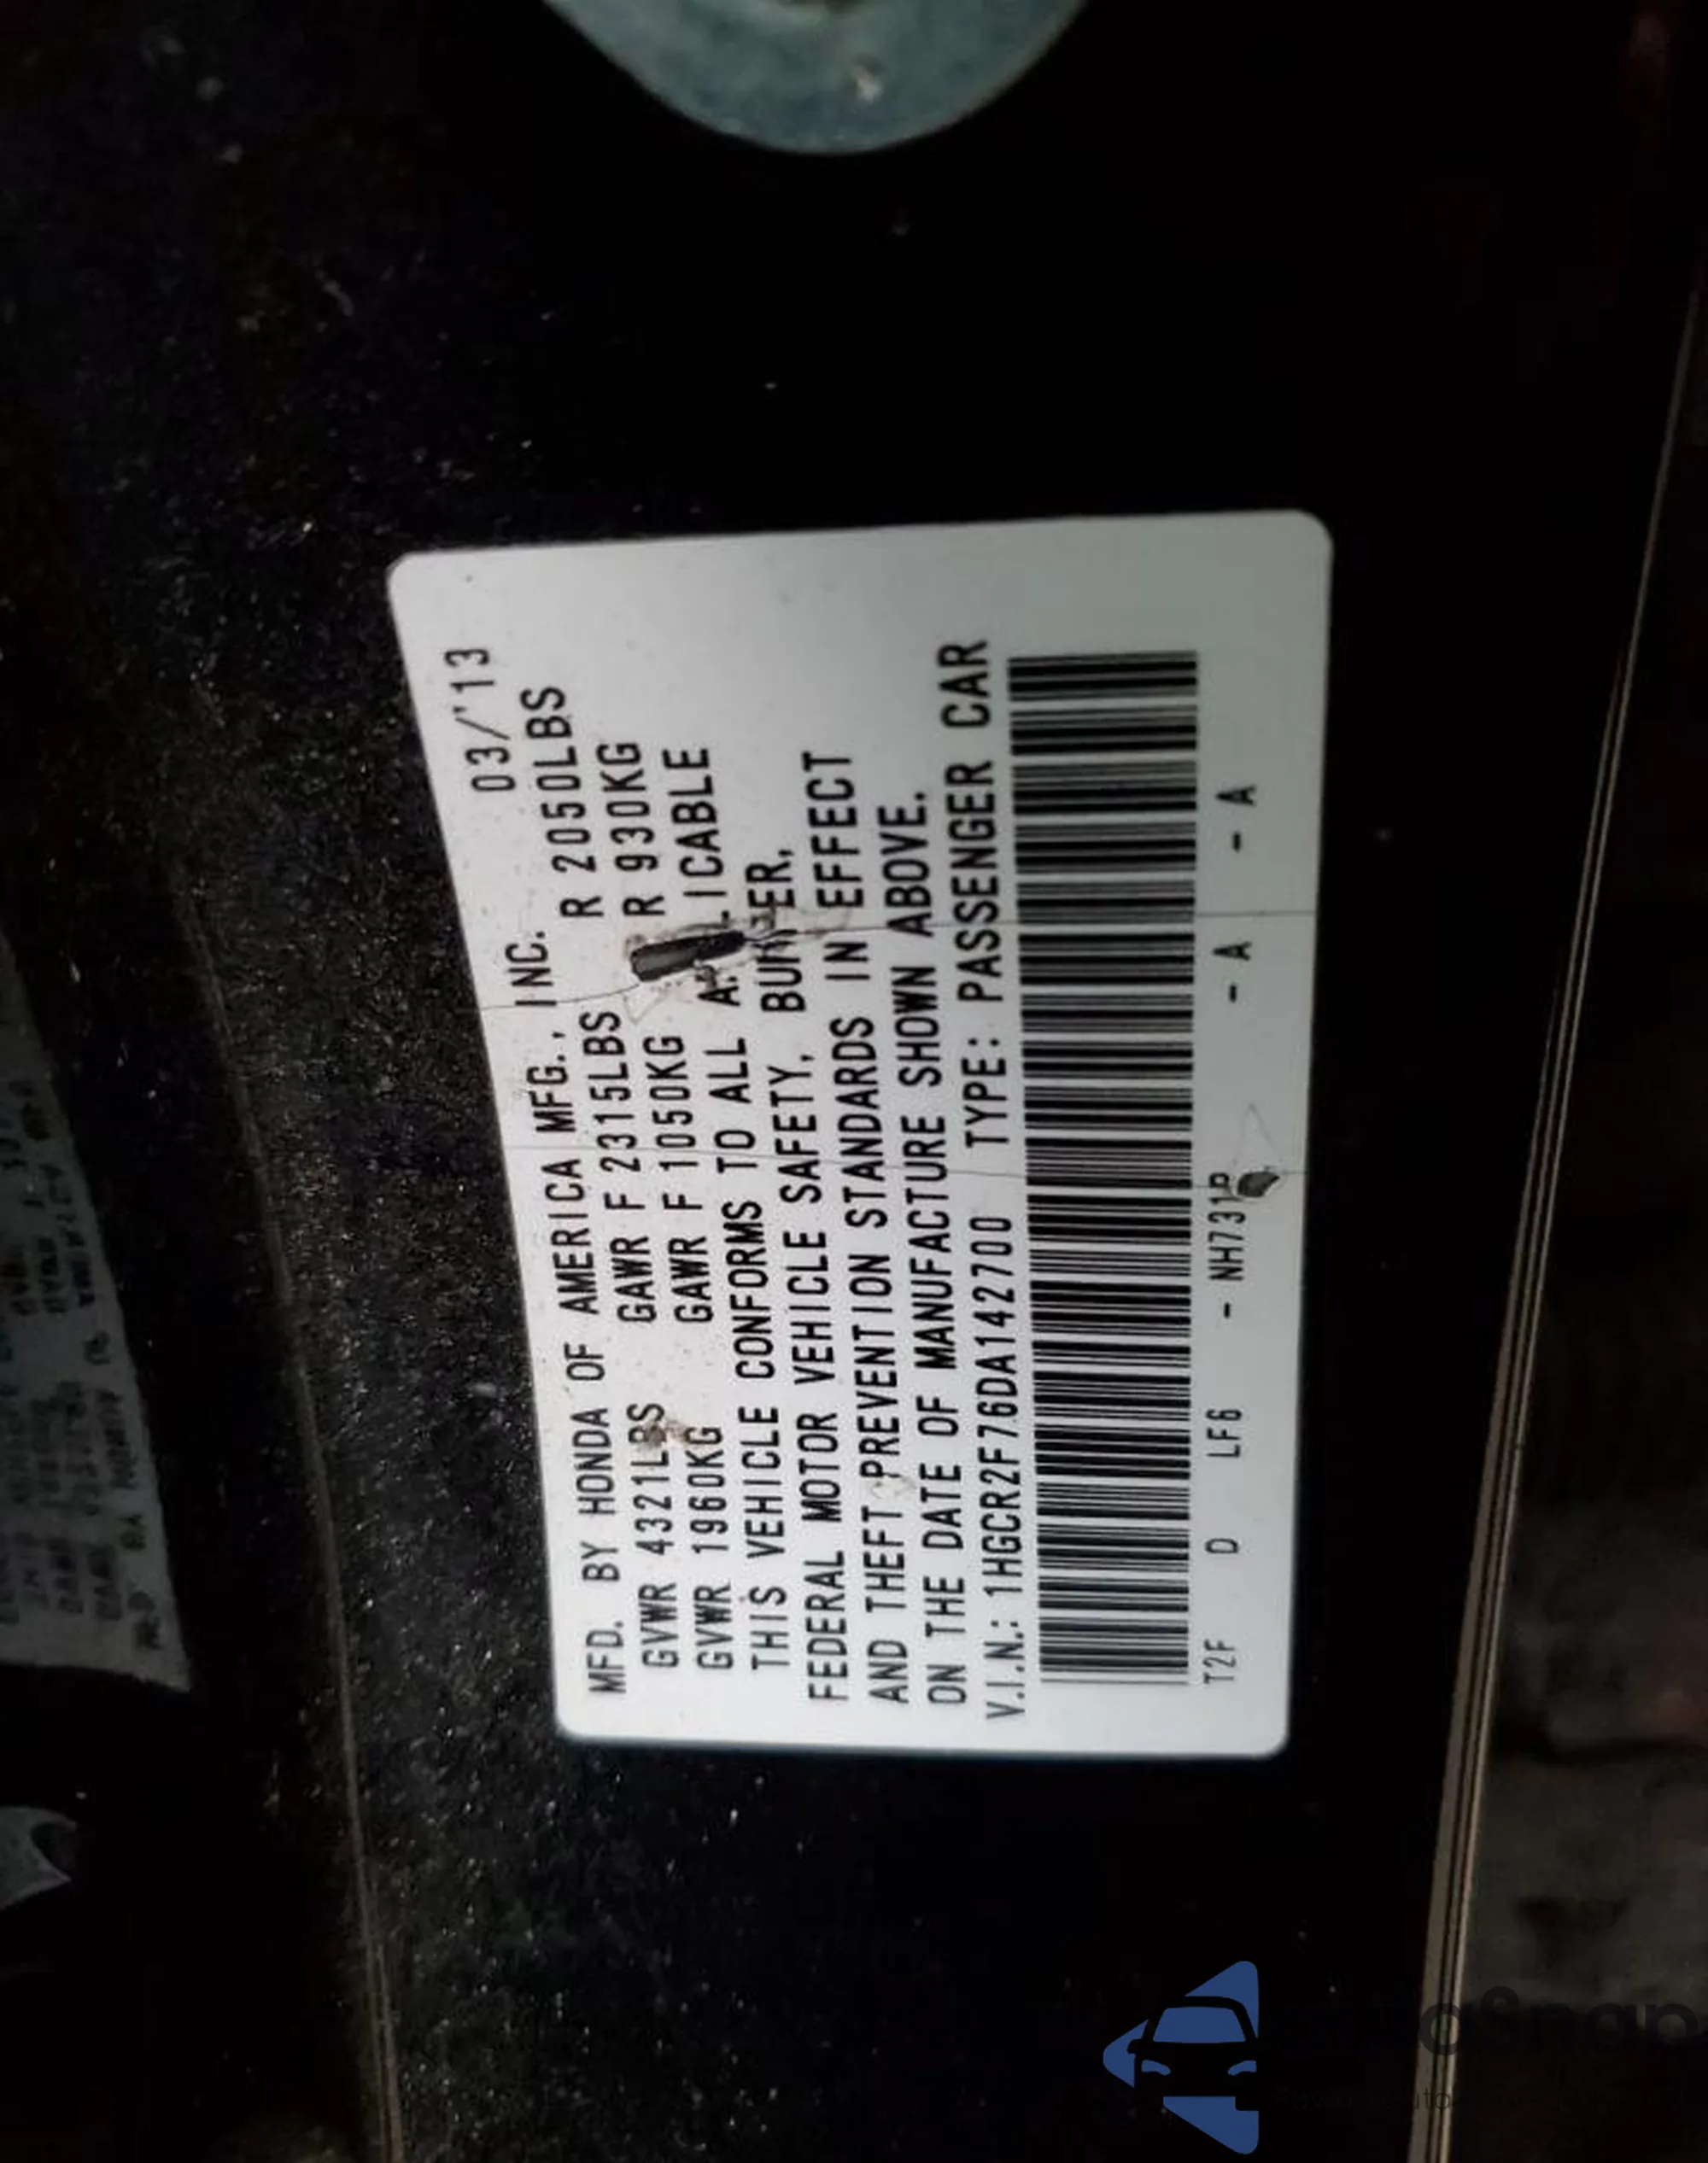 MFD. BY HONDA OF AMERICA MFG., INC. 03/'13
GVWR 4321LBS GAWR F 2315LBS R 2050LBS
GVWR 1960KG GAWR F 1050KG R 930KG
THIS VEHICLE CONFORMS TO ALL
FEDERAL MOTOR VEHICLE SAFETY,
AND THEFT PREVENTION STANDARDS IN EFFECT
ON THE DATE OF MANUFACTURE SHOWN ABOVE.
V.I.N.: 1HGCR2F76DA142700 TYPE: PASSENGER CAR
T2F D LF6 - NH731P - A - A